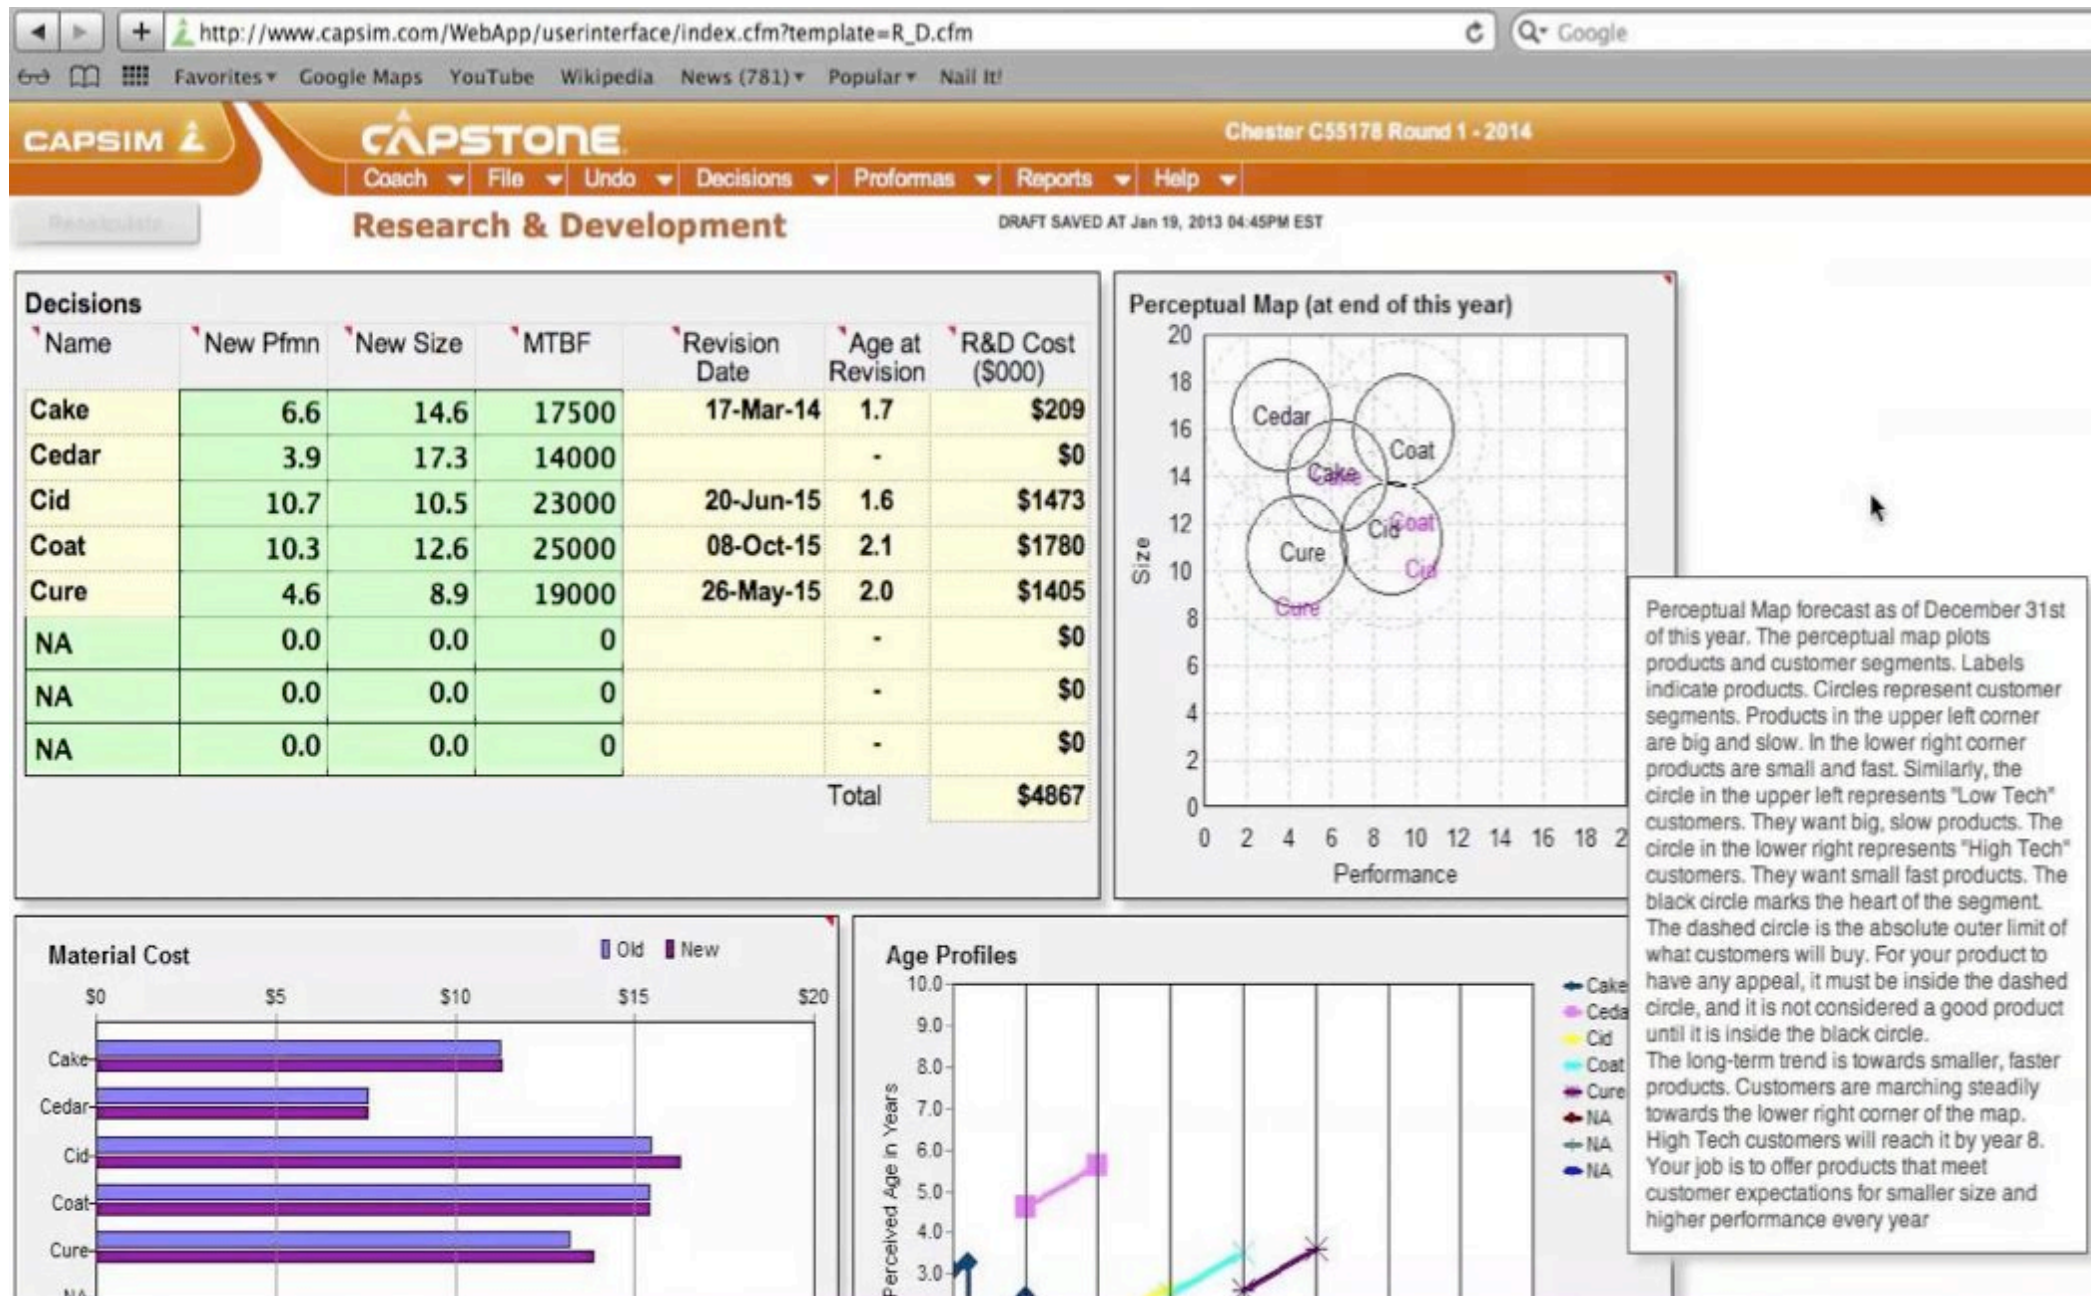 http://www.capsim.com/WebApp/userinterface/index.cfm?template=R_D.cfm
Google
Favorites Google Maps YouTube Wikipedia News (781) Popular Nail It!
CAPSIM
CAPSTONE
Chester C55178 Round 1 - 2014
Coach File Undo Decisions Proformas Reports Help
Recalculate
Research & Development
DRAFT SAVED AT Jan 19, 2013 04:45PM EST
Decisions
Name New Pfmn New Size MTBF Revision Date Age at Revision R&D Cost ($000)
Cake 6.6 14.6 17500 17-Mar-14 1.7 $209
Cedar 3.9 17.3 14000 - $0
Cid 10.7 10.5 23000 20-Jun-15 1.6 $1473
Coat 10.3 12.6 25000 08-Oct-15 2.1 $1780
Cure 4.6 8.9 19000 26-May-15 2.0 $1405
NA 0.0 0.0 0 - $0
NA 0.0 0.0 0 - $0
NA 0.0 0.0 0 - $0
Total $4867
Perceptual Map (at end of this year)
20
18
16
14
12
10
8
6
4
2
0
Size
Cedar
Coat
Cake
Cake
Cid
Coat
Cure
Cid
Cure
0 2 4 6 8 10 12 14 16 18 2
Performance
Perceptual Map forecast as of December 31st
of this year. The perceptual map plots
products and customer segments. Labels
indicate products. Circles represent customer
segments. Products in the upper left corner
are big and slow. In the lower right corner
products are small and fast. Similarly, the
circle in the upper left represents "Low Tech"
customers. They want big, slow products. The
circle in the lower right represents "High Tech"
customers. They want small fast products. The
black circle marks the heart of the segment.
The dashed circle is the absolute outer limit of
what customers will buy. For your product to
have any appeal, it must be inside the dashed
circle, and it is not considered a good product
until it is inside the black circle.
The long-term trend is towards smaller, faster
products. Customers are marching steadily
towards the lower right corner of the map.
High Tech customers will reach it by year 8.
Your job is to offer products that meet
customer expectations for smaller size and
higher performance every year
Material Cost
Old New
$0 $5 $10 $15 $20
Cake
Cedar
Cid
Coat
Cure
NA
Age Profiles
10.0
9.0
8.0
7.0
6.0
5.0
4.0
3.0
Perceived Age in Years
Cake
Ceda
Cid
Coat
Cure
NA
NA
NA